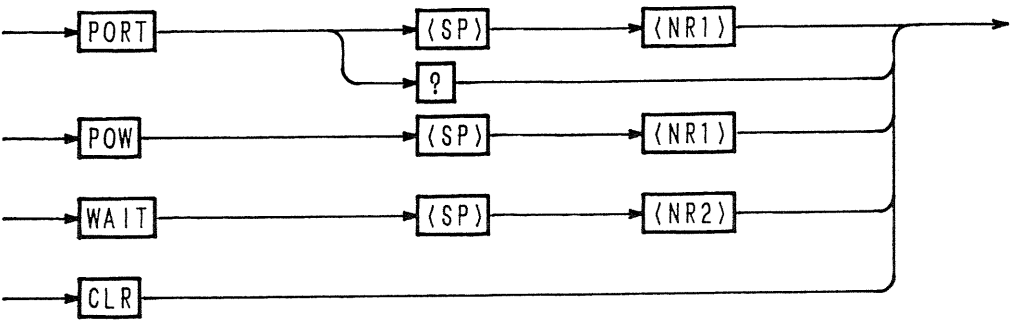 PORT ⟨SP⟩ ⟨NR1⟩
?
POW ⟨SP⟩ ⟨NR1⟩
WAIT ⟨SP⟩ ⟨NR2⟩
CLR